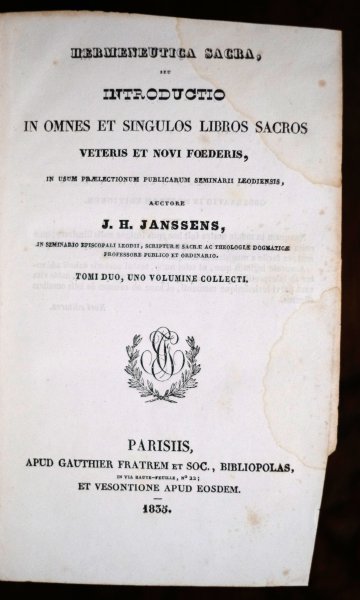 HERMENEUTICA SACRA,
SEU
INTRODUCTIO
IN OMNES ET SINGULOS LIBROS SACROS
VETERIS ET NOVI FOEDERIS,
IN USUM PRÆLECTIONUM PUBLICARUM SEMINARII LEODIENSIS,
AUCTORE
J. H. JANSSENS,
IN SEMINARIO EPISCOPALI LEODII, SCRIPTURÆ SACRÆ AC THEOLOGIÆ DOGMATICÆ
PROFESSORE PUBLICO ET ORDINARIO.
TOMI DUO, UNO VOLUMINE COLLECTI.
PARISIIS,
APUD GAUTHIER FRATREM ET SOC., BIBLIOPOLAS,
IN VIA HAUTE-FEUILLE, Nº 22;
ET VESONTIONE APUD EOSDEM.
1835.